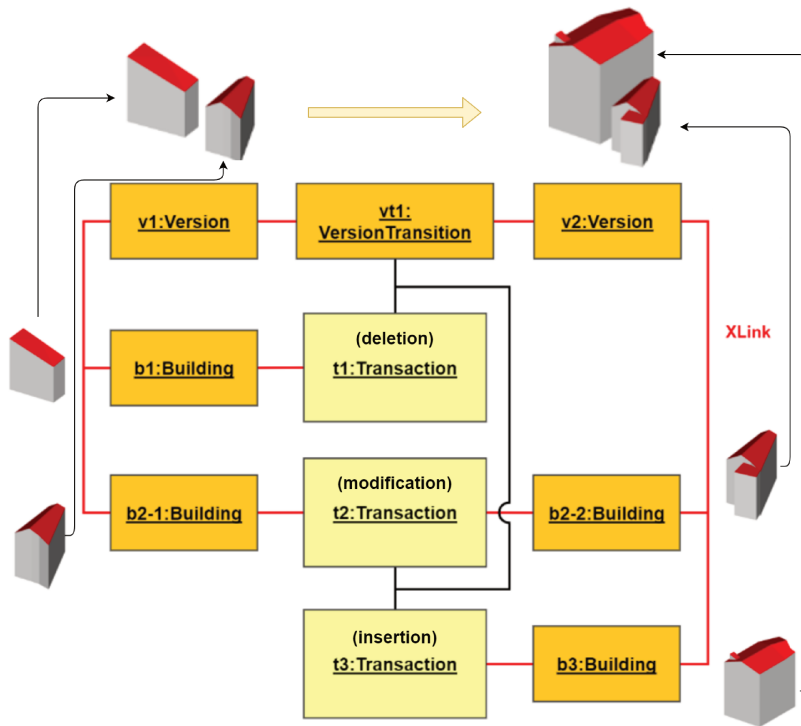 v1:Version
vt1:
VersionTransition
v2:Version
(deletion)
XLink
b1:Building
t1:Transaction
(modification)
b2-1:Building
t2:Transaction
b2-2:Building
(insertion)
t3:Transaction
b3:Building